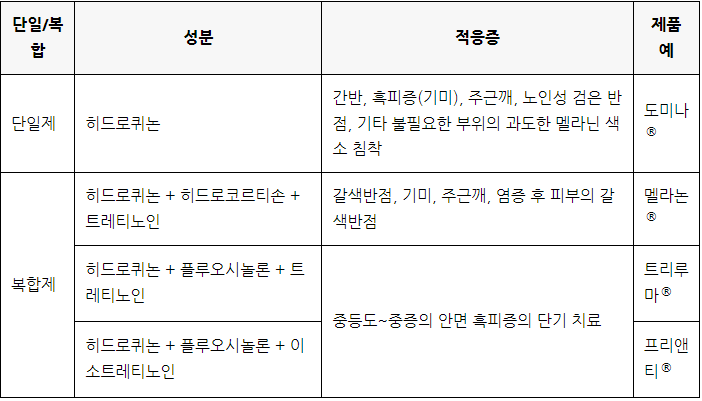 단일/복
합
성분
적응증
제품
예
단일제
히드로퀴논
간반, 흑피증(기미), 주근깨, 노인성 검은 반
점, 기타 불필요한 부위의 과도한 멜라닌 색
소 침착
도미나
®
복합제
히드로퀴논 + 히드로코르티손 +
트레티노인
갈색반점, 기미, 주근깨, 염증 후 피부의 갈
색반점
멜라논
®
히드로퀴논 + 플루오시놀론 + 트
레티노인
중등도~중증의 안면 흑피증의 단기 치료
트리루
마®
히드로퀴논 + 플루오시놀론 + 이
소트레티노인
프리앤
티®